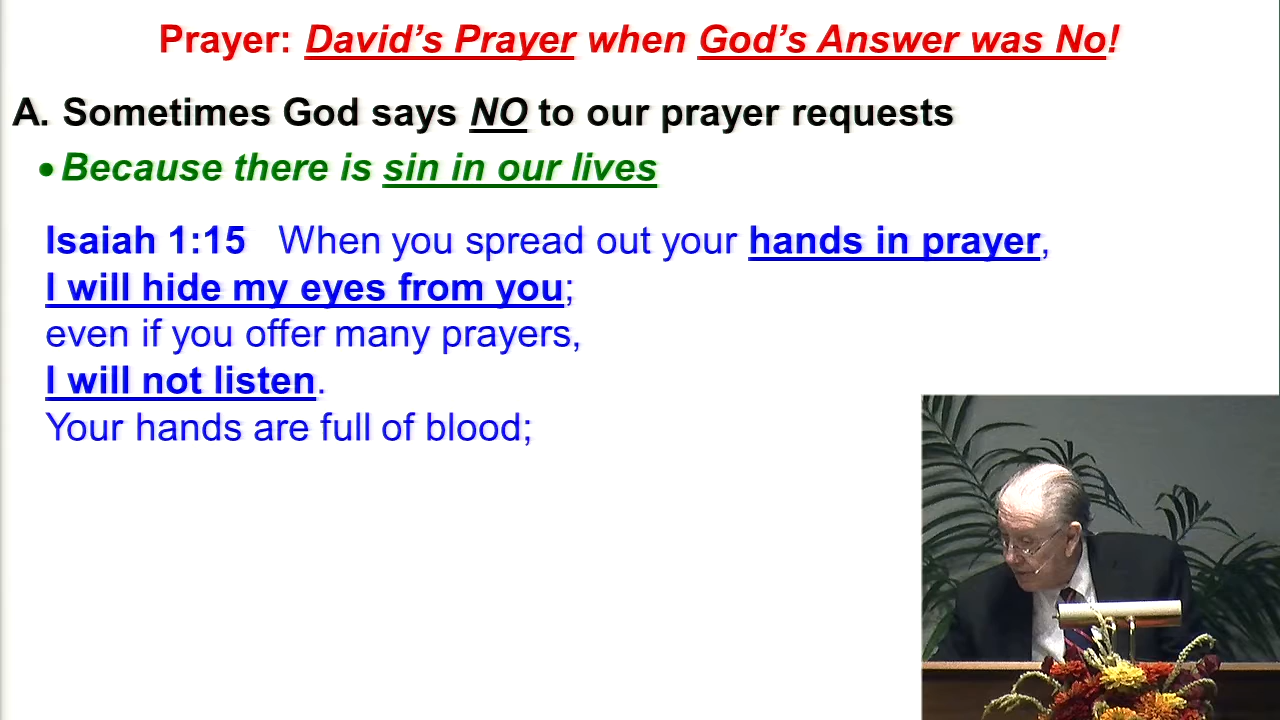 Prayer: David’s Prayer when God’s Answer was No!
A. Sometimes God says NO to our prayer requests
• Because there is sin in our lives
Isaiah 1:15 When you spread out your hands in prayer,
I will hide my eyes from you;
even if you offer many prayers,
I will not listen.
Your hands are full of blood;